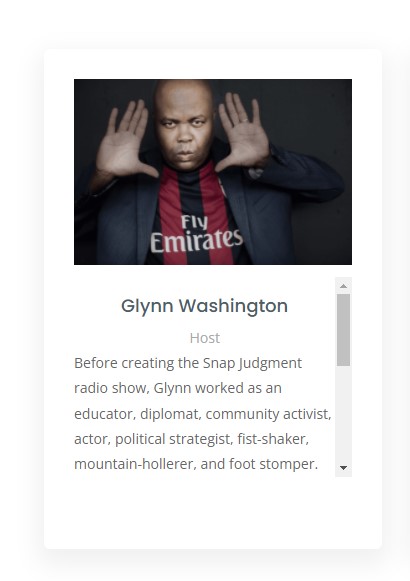 Fly
Emirates
Glynn Washington
Host
Before creating the Snap Judgment
radio show, Glynn worked as an
educator, diplomat, community activist,
actor, political strategist, fist-shaker,
mountain-hollerer, and foot stomper.